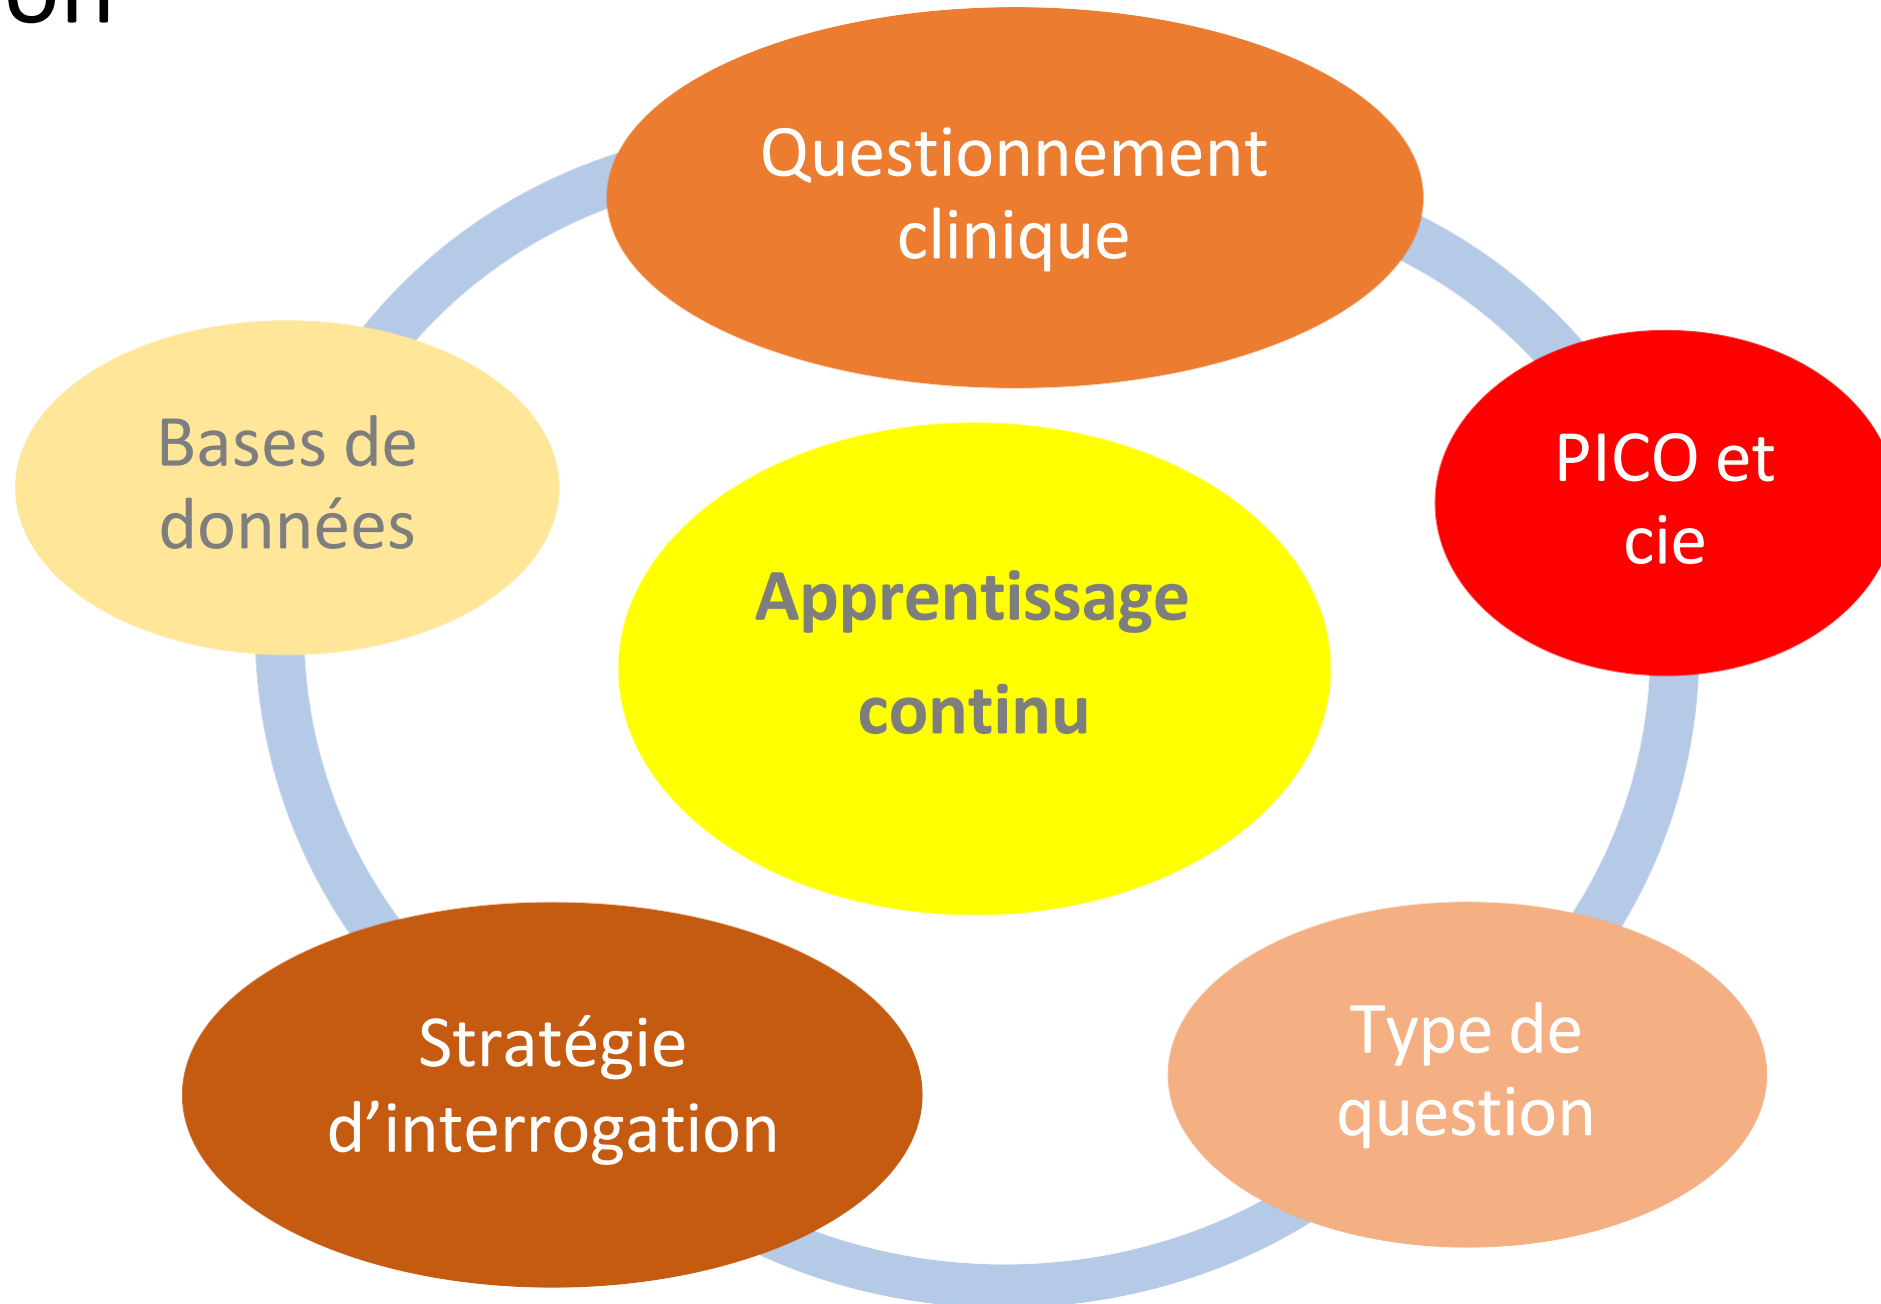 Questionnement
clinique
Bases de
données
PICO et
cie
Apprentissage
continu
Stratégie
d’interrogation
Type de
question